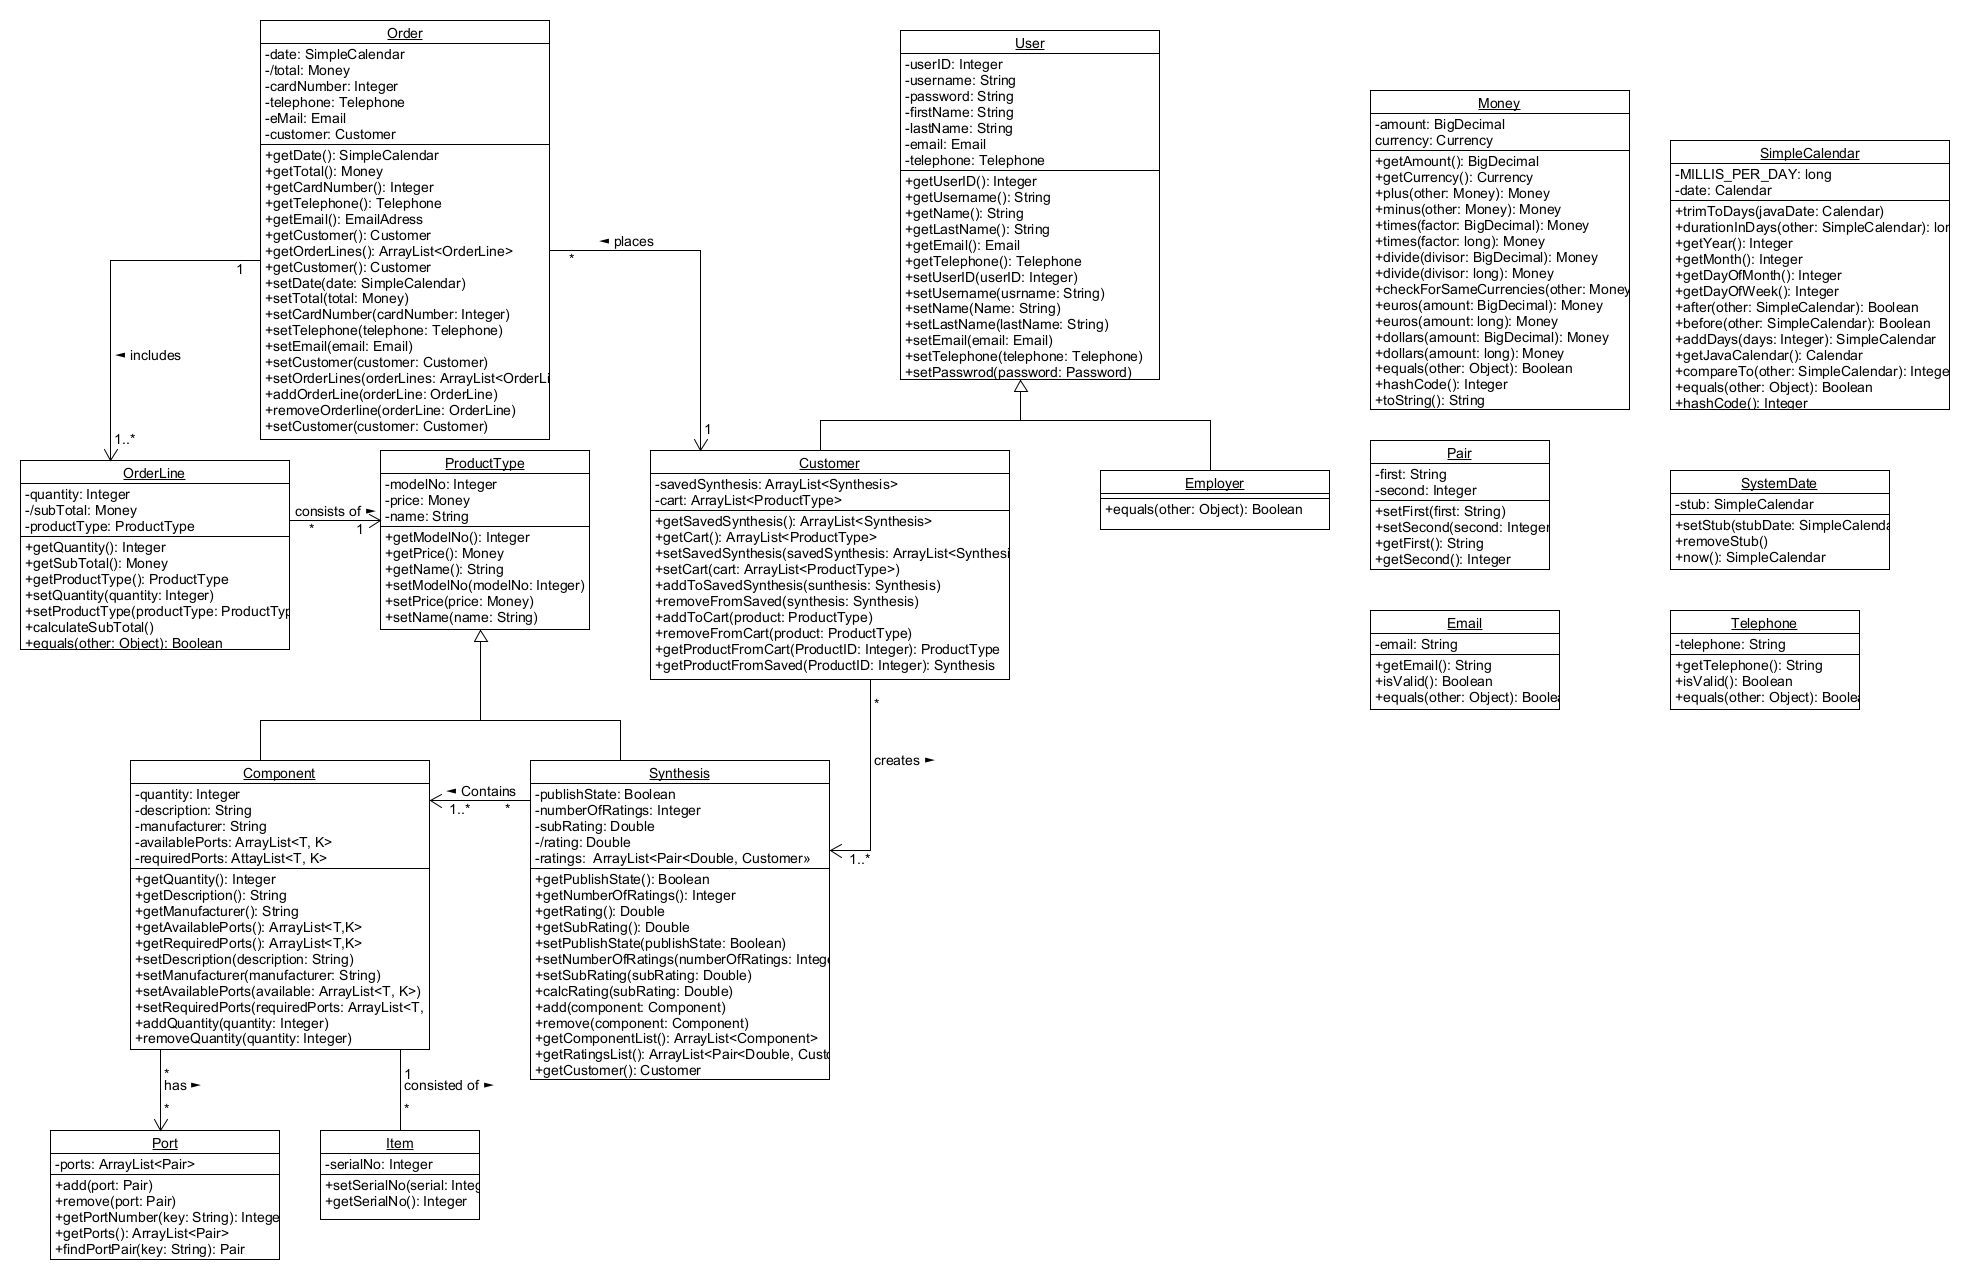 Order
-date: SimpleCalendar
-/total: Money
-cardNumber: Integer
-telephone: Telephone
-eMail: Email
-customer: Customer
+getDate(): SimpleCalendar
+getTotal(): Money
+getCardNumber(): Integer
+getTelephone(): Telephone
+getEmail(): EmailAdress
+getCustomer(): Customer
+getOrderLines(): ArrayList<OrderLine>
+getCustomer(): Customer
+setDate(date: SimpleCalendar)
+setTotal(total: Money)
+setCardNumber(cardNumber: Integer)
+setTelephone(telephone: Telephone)
+setEmail(email: Email)
+setCustomer(customer: Customer)
+setOrderLines(orderLines: ArrayList<OrderLi
+addOrderLine(orderLine: OrderLine)
+removeOrderline(orderLine: OrderLine)
+setCustomer(customer: Customer)
User
-userID: Integer
-username: String
-password: String
-firstName: String
-lastName: String
-email: Email
-telephone: Telephone
+getUserID(): Integer
+getUsername(): String
+getName(): String
+getLastName(): String
+getEmail(): Email
+getTelephone(): Telephone
+setUserID(userID: Integer)
+setUsername(usrname: String)
+setName(Name: String)
+setLastName(lastName: String)
+setEmail(email: Email)
+setTelephone(telephone: Telephone)
+setPasswrod(password: Password)
Money
-amount: BigDecimal
currency: Currency
+getAmount(): BigDecimal
+getCurrency(): Currency
+plus(other: Money): Money
+minus(other: Money): Money
+times(factor: BigDecimal): Money
+times(factor: long): Money
+divide(divisor: BigDecimal): Money
+divide(divisor: long): Money
+checkForSameCurrencies(other: Money
+euros(amount: BigDecimal): Money
+euros(amount: long): Money
+dollars(amount: BigDecimal): Money
+dollars(amount: long): Money
+equals(other: Object): Boolean
+hashCode(): Integer
+toString(): String
SimpleCalendar
-MILLIS_PER_DAY: long
-date: Calendar
+trimToDays(javaDate: Calendar)
+durationInDays(other: SimpleCalendar): lon
+getYear(): Integer
+getMonth(): Integer
+getDayOfMonth(): Integer
+getDayOfWeek(): Integer
+after(other: SimpleCalendar): Boolean
+before(other: SimpleCalendar): Boolean
+addDays(days: Integer): SimpleCalendar
+getJavaCalendar(): Calendar
+compareTo(other: SimpleCalendar): Intege
+equals(other: Object): Boolean
+hashCode(): Integer
◄ places
*
1
1
◄ includes
1..*
OrderLine
-quantity: Integer
-/subTotal: Money
-productType: ProductType
+getQuantity(): Integer
+getSubTotal(): Money
+getProductType(): ProductType
+setQuantity(quantity: Integer)
+setProductType(productType: ProductTyp
+calculateSubTotal()
+equals(other: Object): Boolean
consists of ►
*
1
ProductType
-modelNo: Integer
-price: Money
-name: String
+getModelNo(): Integer
+getPrice(): Money
+getName(): String
+setModelNo(modelNo: Integer)
+setPrice(price: Money)
+setName(name: String)
Customer
-savedSynthesis: ArrayList<Synthesis>
-cart: ArrayList<ProductType>
+getSavedSynthesis(): ArrayList<Synthesis>
+getCart(): ArrayList<ProductType>
+setSavedSynthesis(savedSynthesis: ArrayList<Synthesi
+setCart(cart: ArrayList<ProductType>)
+addToSavedSynthesis(sunthesis: Synthesis)
+removeFromSaved(synthesis: Synthesis)
+addToCart(product: ProductType)
+removeFromCart(product: ProductType)
+getProductFromCart(ProductID: Integer): ProductType
+getProductFromSaved(ProductID: Integer): Synthesis
Employer
+equals(other: Object): Boolean
Pair
-first: String
-second: Integer
+setFirst(first: String)
+setSecond(second: Integer
+getFirst(): String
+getSecond(): Integer
SystemDate
-stub: SimpleCalendar
+setStub(stubDate: SimpleCalenda
+removeStub()
+now(): SimpleCalendar
Email
-email: String
+getEmail(): String
+isValid(): Boolean
+equals(other: Object): Boolea
Telephone
-telephone: String
+getTelephone(): String
+isValid(): Boolean
+equals(other: Object): Boolea
*
creates ►
1..*
Component
-quantity: Integer
-description: String
-manufacturer: String
-availablePorts: ArrayList<T, K>
-requiredPorts: AttayList<T, K>
+getQuantity(): Integer
+getDescription(): String
+getManufacturer(): String
+getAvailablePorts(): ArrayList<T,K>
+getRequiredPorts(): ArrayList<T,K>
+setDescription(description: String)
+setManufacturer(manufacturer: String)
+setAvailablePorts(available: ArrayList<T, K>)
+setRequiredPorts(requiredPorts: ArrayList<T,
+addQuantity(quantity: Integer)
+removeQuantity(quantity: Integer)
◄ Contains
1..*
*
Synthesis
-publishState: Boolean
-numberOfRatings: Integer
-subRating: Double
-/rating: Double
-ratings:  ArrayList<Pair<Double, Customer»
+getPublishState(): Boolean
+getNumberOfRatings(): Integer
+getRating(): Double
+getSubRating(): Double
+setPublishState(publishState: Boolean)
+setNumberOfRatings(numberOfRatings: Intege
+setSubRating(subRating: Double)
+calcRating(subRating: Double)
+add(component: Component)
+remove(component: Component)
+getComponentList(): ArrayList<Component>
+getRatingsList(): ArrayList<Pair<Double, Custo
+getCustomer(): Customer
*
has ►
*
1
consisted of ►
*
Port
-ports: ArrayList<Pair>
+add(port: Pair)
+remove(port: Pair)
+getPortNumber(key: String): Intege
+getPorts(): ArrayList<Pair>
+findPortPair(key: String): Pair
Item
-serialNo: Integer
+setSerialNo(serial: Integ
+getSerialNo(): Integer